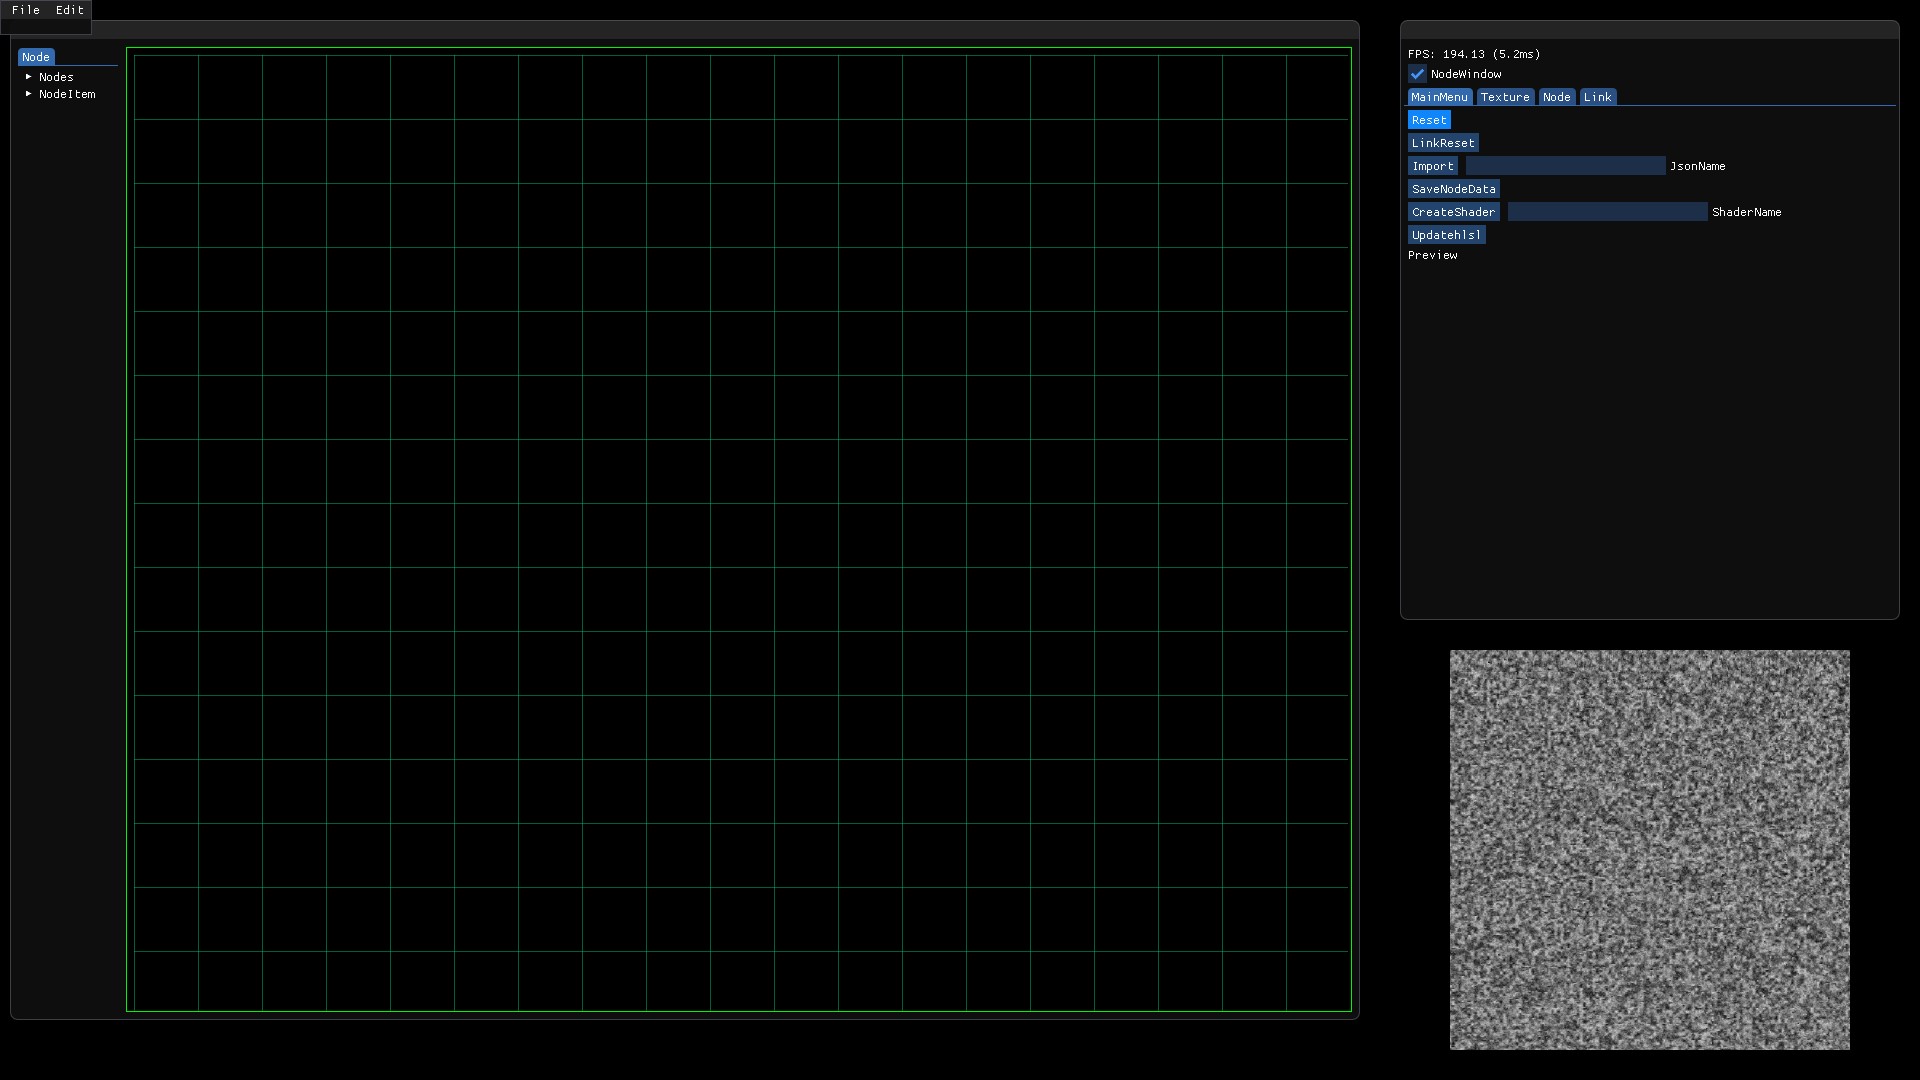 File Edit
Node
Nodes
NodeItem
FPS: 194.13 (5.2ms)
NodeWindow
MainMenu Texture Node Link
Reset
LinkReset
Import JsonName
SaveNodeData
CreateShader ShaderName
Updatehlsl
Preview